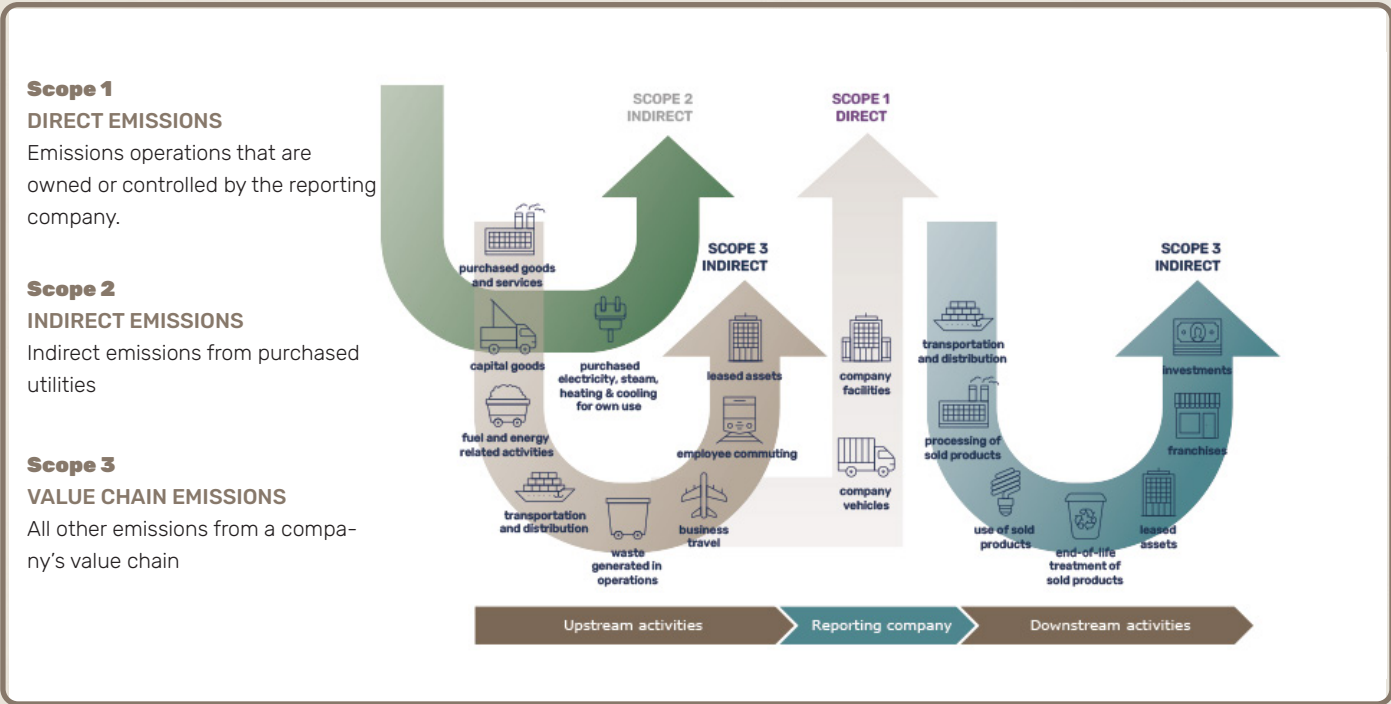 Scope 1
DIRECT EMISSIONS
Emissions operations that are
owned or controlled by the reporting
company.
Scope 2
INDIRECT EMISSIONS
Indirect emissions from purchased
utilities
Scope 3
VALUE CHAIN EMISSIONS
All other emissions from a compa-
ny's value chain
SCOPE 2
INDIRECT
purchased goods
and services
capital goods
fuel and energy
related activities
transportation
and distribution
waste
generated in
operations
business
travel
employee commuting
leased assets
SCOPE 3
INDIRECT
purchased
electricity, steam,
heating & cooling
for own use
SCOPE 1
DIRECT
company
facilities
company
vehicles
transportation
and distribution
processing of
sold products
use of sold
products
end-of-life
treatment of
sold products
leased
assets
franchises
investments
SCOPE 3
INDIRECT
Upstream activities
Reporting company
Downstream activities